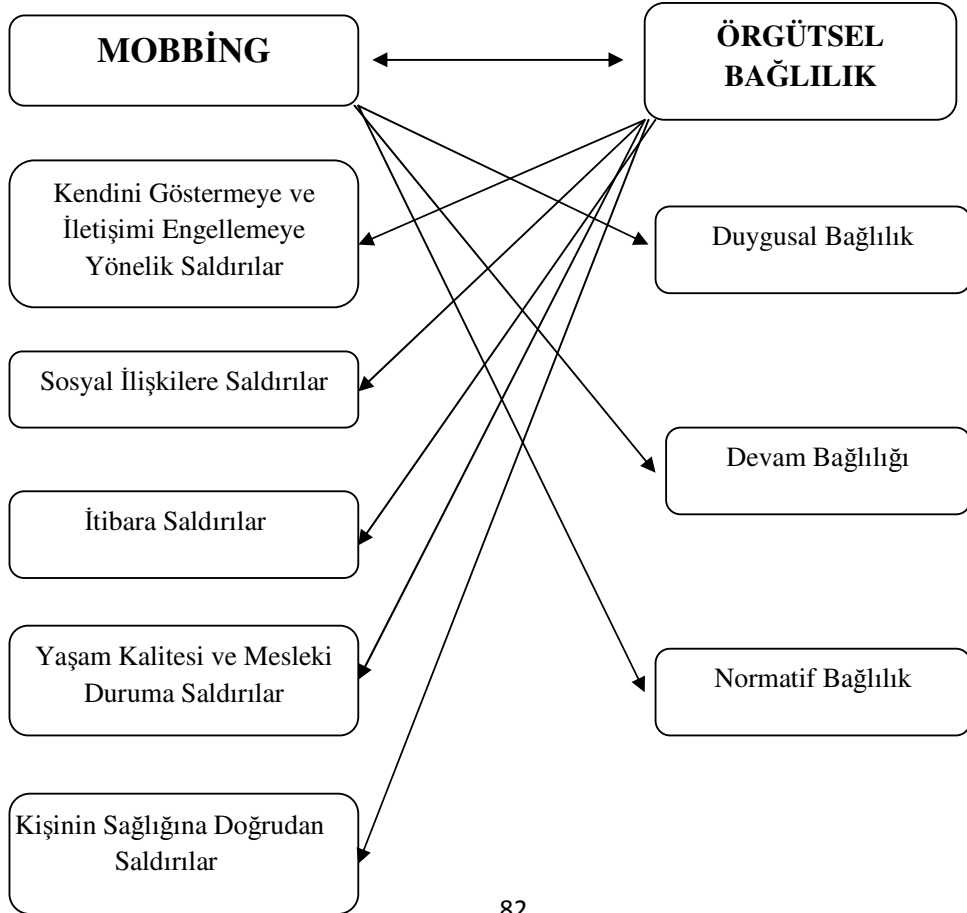 MOBBİNG
ÖRGÜTSEL
BAĞLILIK
Kendini Göstermeye ve
İletişimi Engellemeye
Yönelik Saldırılar
Duygusal Bağlılık
Sosyal İlişkilere Saldırılar
Devam Bağlılığı
İtibara Saldırılar
Yaşam Kalitesi ve Mesleki
Duruma Saldırılar
Normatif Bağlılık
Kişinin Sağlığına Doğrudan
Saldırılar
82